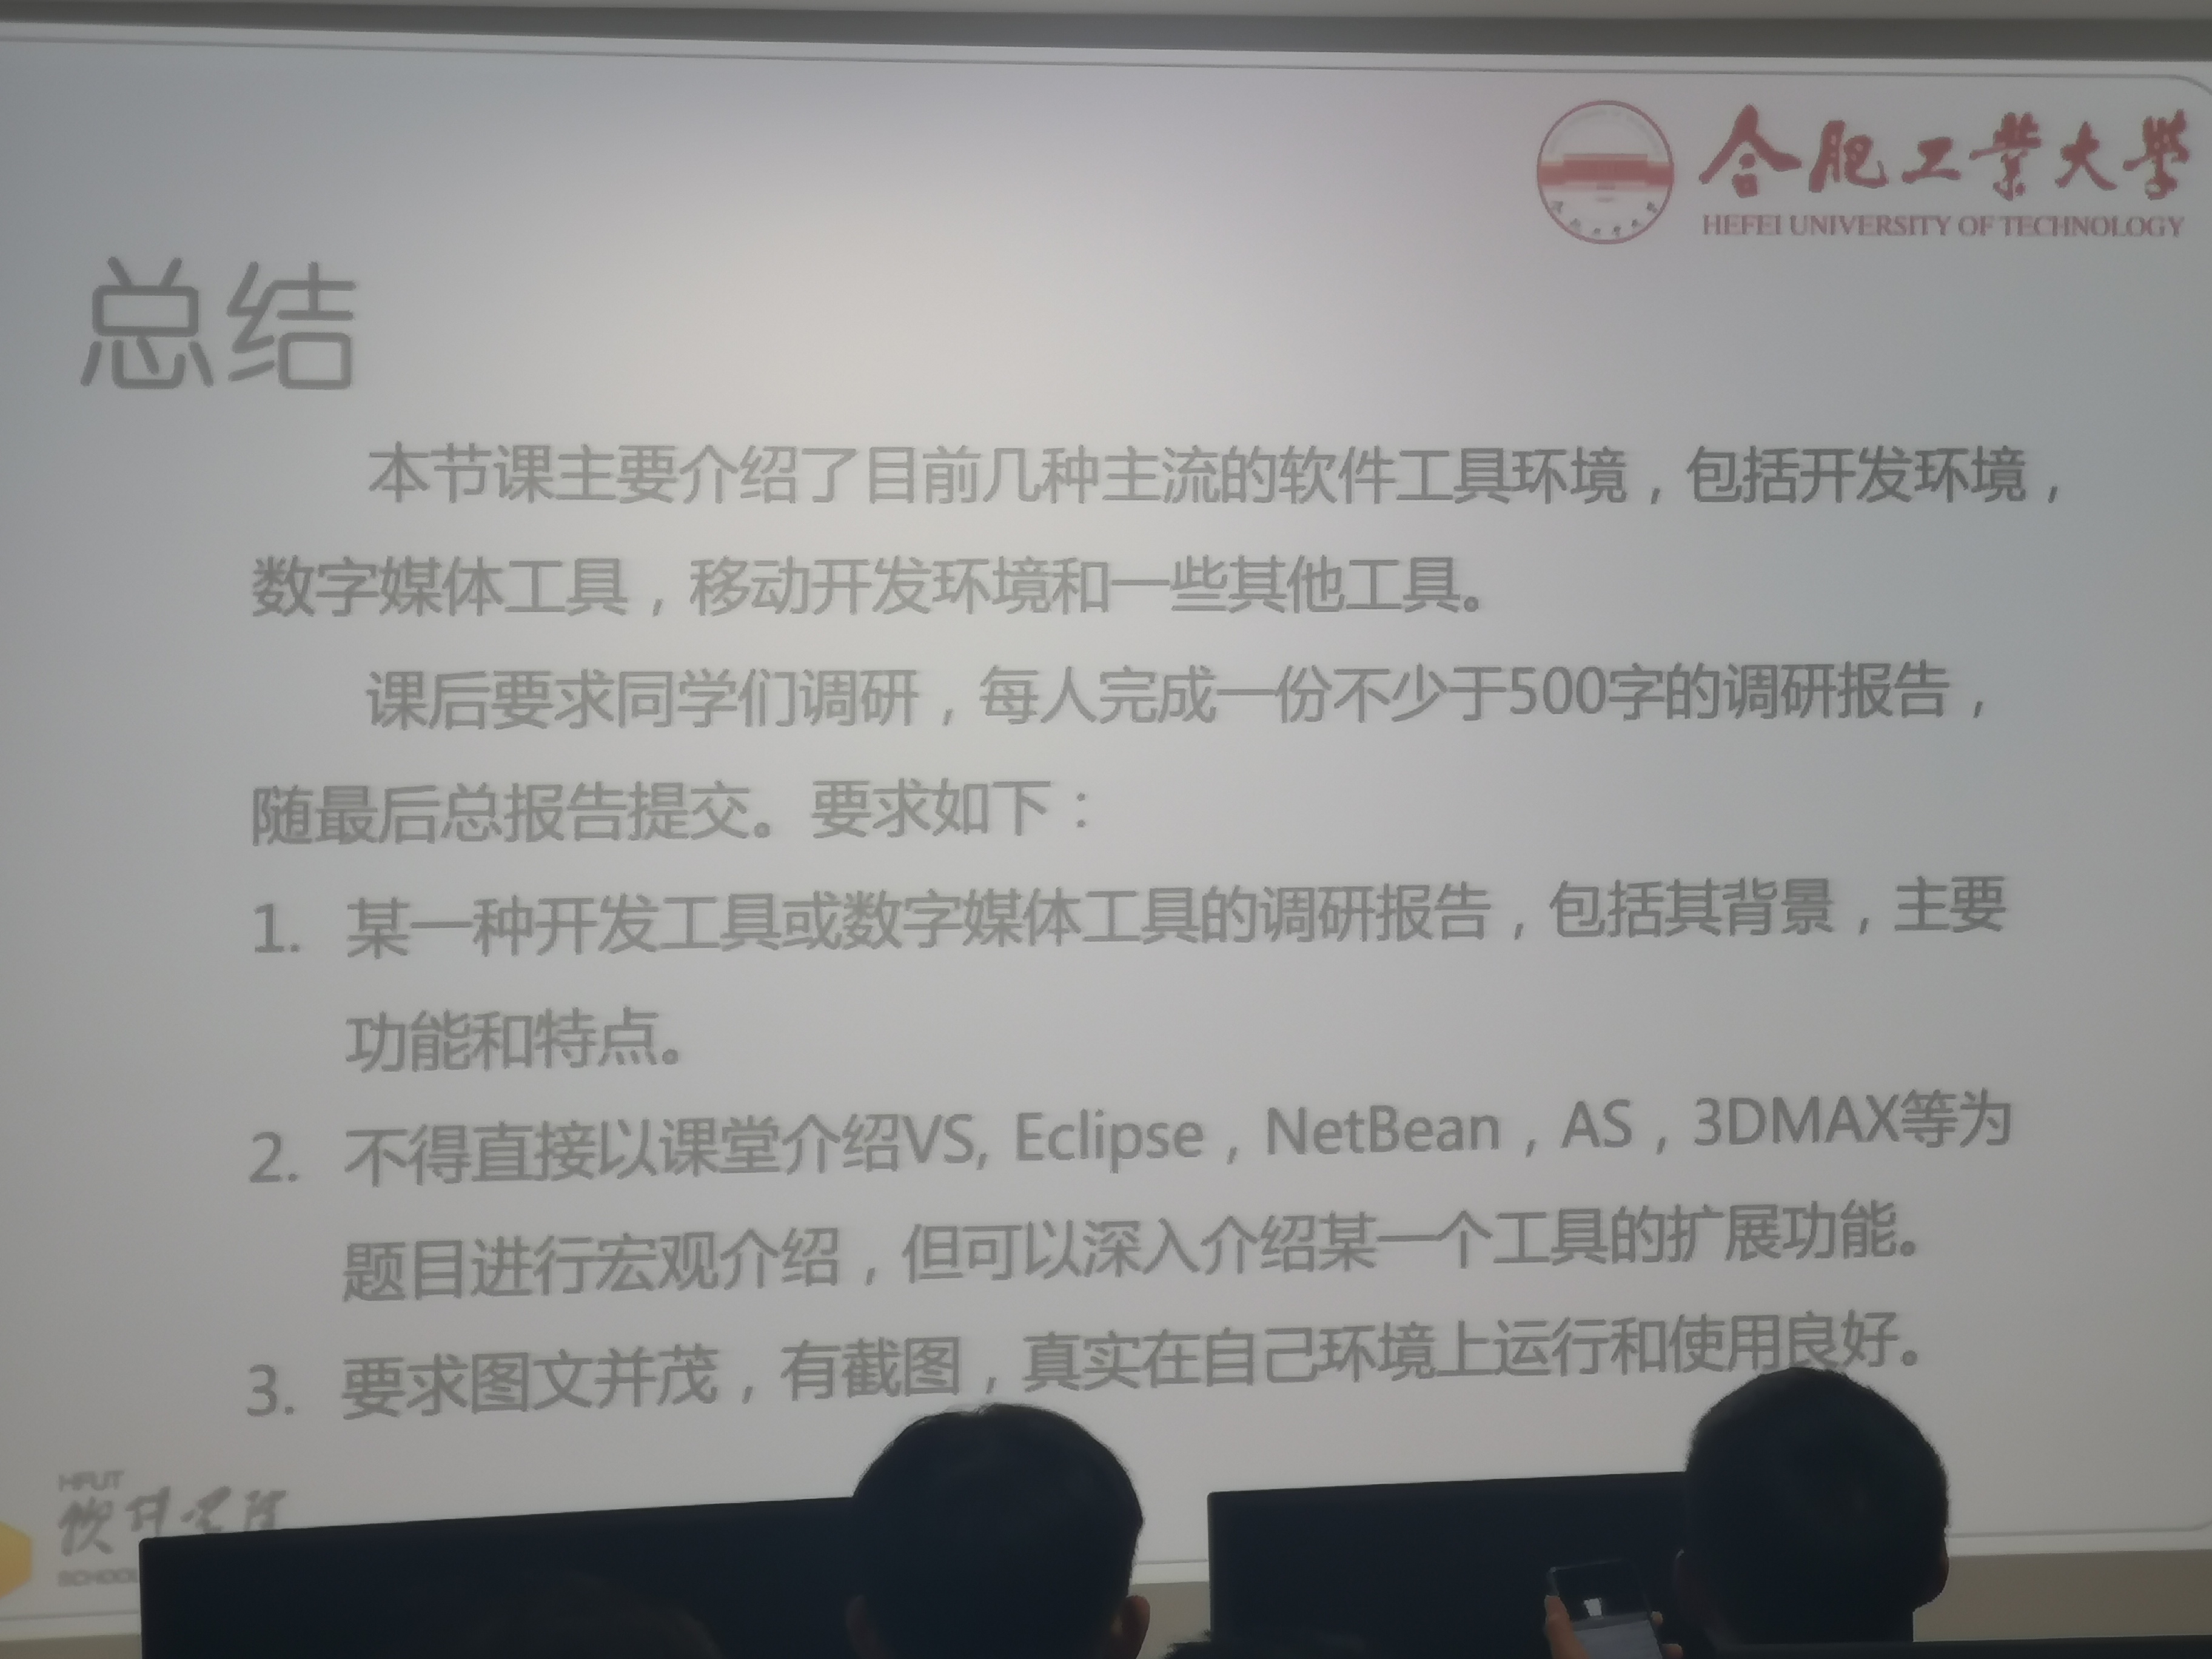 合肥工业大学
HEFEI UNIVERSITY OF TECHNOLOGY
总结
本节课主要介绍了目前几种主流的软件工具环境，包括开发环境，
数字媒体工具，移动开发环境和一些其他工具。
课后要求同学们调研，每人完成一份不少于500字的调研报告，
随最后总报告提交。要求如下：
1. 某一种开发工具或数字媒体工具的调研报告，包括其背景，主要
功能和特点。
2. 不得直接以课堂介绍VS, Eclipse，NetBean，AS，3DMAX等为
题目进行宏观介绍，但可以深入介绍某一个工具的扩展功能。
3. 要求图文并茂，有截图，真实在自己环境上运行和使用良好。
HFUT
软件学院
SCHOOL